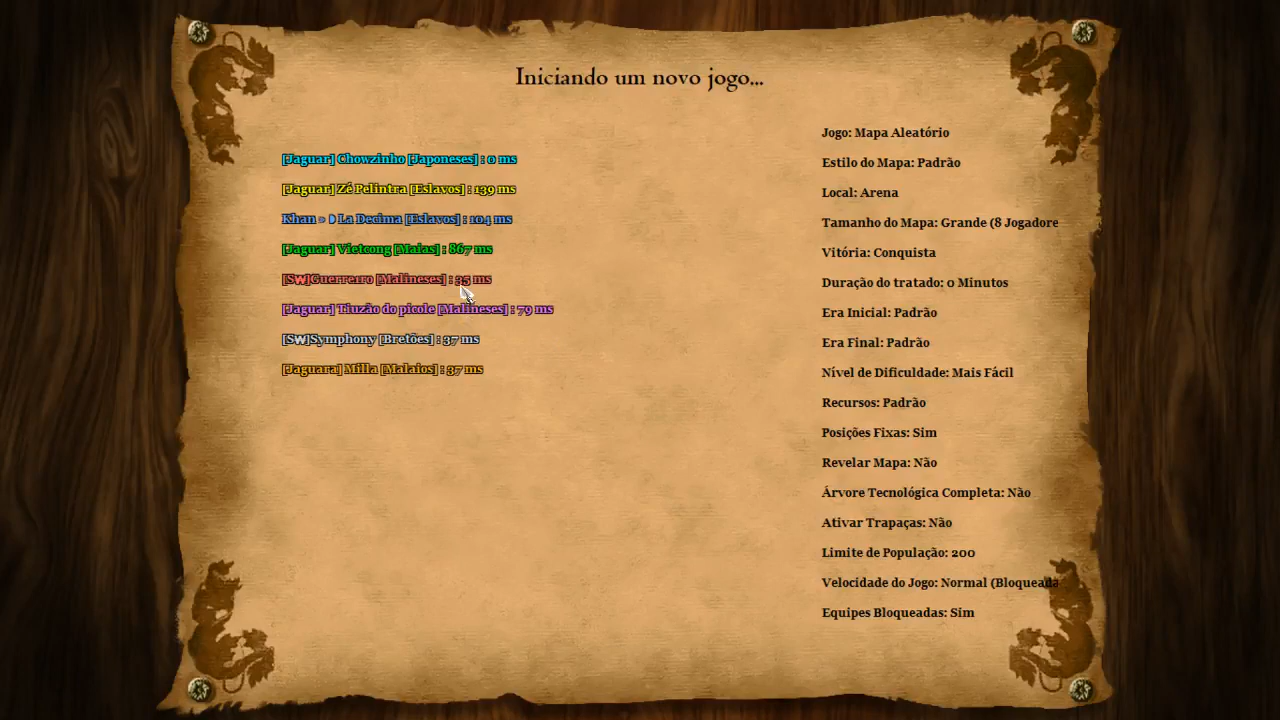 Iniciando um novo jogo...
[Jaguar] Chowzinho [Japoneses] : 0 ms
[Jaguar] Zé Pelintra [Eslavos] : 139 ms
Khan » La Decima [Eslavos] : 104 ms
[Jaguar] Vietcong [Maias] : 867 ms
[S₩]Guerreiro [Malineses] : 35 ms
[Jaguar] Tiuzão do picole [Malineses] : 79 ms
[S₩]Symphony [Bretões] : 37 ms
[Jaguara] Milla [Malaios] : 37 ms
Jogo: Mapa Aleatório
Estilo do Mapa: Padrão
Local: Arena
Tamanho do Mapa: Grande (8 Jogadore
Vitória: Conquista
Duração do tratado: 0 Minutos
Era Inicial: Padrão
Era Final: Padrão
Nível de Dificuldade: Mais Fácil
Recursos: Padrão
Posições Fixas: Sim
Revelar Mapa: Não
Árvore Tecnológica Completa: Não
Ativar Trapaças: Não
Limite de População: 200
Velocidade do Jogo: Normal (Bloqueada
Equipes Bloqueadas: Sim